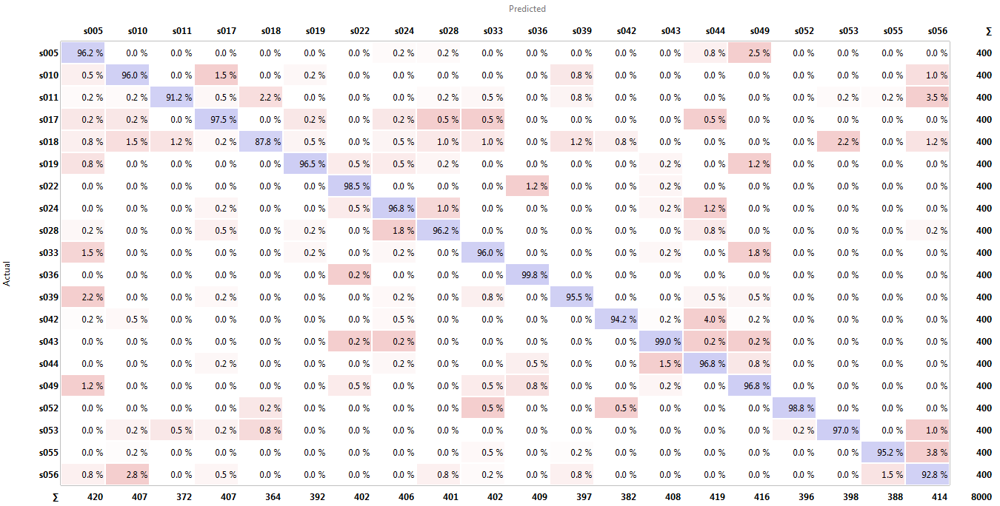 Predicted
s005 s010 s011 s017 s018 s019 s022 s024 s028 s033 s036 s039 s042 s043 s044 s049 s052 s053 s055 s056 Σ
s005 96.2 % 0.0 % 0.0 % 0.0 % 0.0 % 0.0 % 0.0 % 0.2 % 0.2 % 0.0 % 0.0 % 0.0 % 0.0 % 0.0 % 0.8 % 2.5 % 0.0 % 0.0 % 0.0 % 0.0 % 400
s010 0.5 % 96.0 % 0.0 % 1.5 % 0.0 % 0.2 % 0.0 % 0.0 % 0.0 % 0.0 % 0.0 % 0.8 % 0.0 % 0.0 % 0.0 % 0.0 % 0.0 % 0.0 % 0.0 % 1.0 % 400
s011 0.2 % 0.2 % 91.2 % 0.5 % 2.2 % 0.0 % 0.0 % 0.0 % 0.2 % 0.5 % 0.0 % 0.8 % 0.0 % 0.0 % 0.0 % 0.0 % 0.0 % 0.2 % 0.2 % 3.5 % 400
s017 0.2 % 0.2 % 0.0 % 97.5 % 0.0 % 0.2 % 0.0 % 0.2 % 0.5 % 0.5 % 0.0 % 0.0 % 0.0 % 0.0 % 0.5 % 0.0 % 0.0 % 0.0 % 0.0 % 0.0 % 400
s018 0.8 % 1.5 % 1.2 % 0.2 % 87.8 % 0.5 % 0.0 % 0.5 % 1.0 % 1.0 % 0.0 % 1.2 % 0.8 % 0.0 % 0.0 % 0.0 % 0.0 % 2.2 % 0.0 % 1.2 % 400
s019 0.8 % 0.0 % 0.0 % 0.0 % 0.0 % 96.5 % 0.5 % 0.5 % 0.2 % 0.0 % 0.0 % 0.0 % 0.0 % 0.2 % 0.0 % 1.2 % 0.0 % 0.0 % 0.0 % 0.0 % 400
s022 0.0 % 0.0 % 0.0 % 0.0 % 0.0 % 0.0 % 98.5 % 0.0 % 0.0 % 0.0 % 1.2 % 0.0 % 0.0 % 0.2 % 0.0 % 0.0 % 0.0 % 0.0 % 0.0 % 0.0 % 400
s024 0.0 % 0.0 % 0.0 % 0.2 % 0.0 % 0.0 % 0.5 % 96.8 % 1.0 % 0.0 % 0.0 % 0.0 % 0.0 % 0.2 % 1.2 % 0.0 % 0.0 % 0.0 % 0.0 % 0.0 % 400
s028 0.2 % 0.0 % 0.0 % 0.5 % 0.0 % 0.2 % 0.0 % 1.8 % 96.2 % 0.0 % 0.0 % 0.0 % 0.0 % 0.0 % 0.8 % 0.0 % 0.0 % 0.0 % 0.0 % 0.2 % 400
s033 1.5 % 0.0 % 0.0 % 0.0 % 0.0 % 0.2 % 0.0 % 0.2 % 0.0 % 96.0 % 0.0 % 0.0 % 0.0 % 0.2 % 0.0 % 1.8 % 0.0 % 0.0 % 0.0 % 0.0 % 400
Actual
s036 0.0 % 0.0 % 0.0 % 0.0 % 0.0 % 0.0 % 0.2 % 0.0 % 0.0 % 0.0 % 99.8 % 0.0 % 0.0 % 0.0 % 0.0 % 0.0 % 0.0 % 0.0 % 0.0 % 0.0 % 400
s039 2.2 % 0.0 % 0.0 % 0.2 % 0.0 % 0.0 % 0.0 % 0.2 % 0.0 % 0.8 % 0.0 % 95.5 % 0.0 % 0.0 % 0.5 % 0.5 % 0.0 % 0.0 % 0.0 % 0.0 % 400
s042 0.2 % 0.5 % 0.0 % 0.0 % 0.0 % 0.0 % 0.0 % 0.5 % 0.0 % 0.0 % 0.0 % 0.0 % 94.2 % 0.2 % 4.0 % 0.2 % 0.0 % 0.0 % 0.0 % 0.0 % 400
s043 0.0 % 0.0 % 0.0 % 0.0 % 0.0 % 0.0 % 0.2 % 0.2 % 0.0 % 0.0 % 0.0 % 0.0 % 0.0 % 99.0 % 0.2 % 0.2 % 0.0 % 0.0 % 0.0 % 0.0 % 400
s044 0.0 % 0.0 % 0.0 % 0.2 % 0.0 % 0.0 % 0.0 % 0.2 % 0.0 % 0.0 % 0.5 % 0.0 % 0.0 % 1.5 % 96.8 % 0.8 % 0.0 % 0.0 % 0.0 % 0.0 % 400
s049 1.2 % 0.0 % 0.0 % 0.0 % 0.0 % 0.0 % 0.5 % 0.0 % 0.0 % 0.5 % 0.8 % 0.0 % 0.0 % 0.2 % 0.0 % 96.8 % 0.0 % 0.0 % 0.0 % 0.0 % 400
s052 0.0 % 0.0 % 0.0 % 0.0 % 0.2 % 0.0 % 0.0 % 0.0 % 0.0 % 0.5 % 0.0 % 0.0 % 0.5 % 0.0 % 0.0 % 0.0 % 98.8 % 0.0 % 0.0 % 0.0 % 400
s053 0.0 % 0.2 % 0.5 % 0.2 % 0.8 % 0.0 % 0.0 % 0.0 % 0.0 % 0.0 % 0.0 % 0.0 % 0.0 % 0.0 % 0.0 % 0.0 % 0.2 % 97.0 % 0.0 % 1.0 % 400
s055 0.0 % 0.2 % 0.0 % 0.0 % 0.0 % 0.0 % 0.0 % 0.0 % 0.0 % 0.5 % 0.0 % 0.2 % 0.0 % 0.0 % 0.0 % 0.0 % 0.0 % 0.0 % 95.2 % 3.8 % 400
s056 0.8 % 2.8 % 0.0 % 0.5 % 0.0 % 0.0 % 0.0 % 0.0 % 0.8 % 0.2 % 0.0 % 0.8 % 0.0 % 0.0 % 0.0 % 0.0 % 0.0 % 0.0 % 1.5 % 92.8 % 400
Σ 420 407 372 407 364 392 402 406 401 402 409 397 382 408 419 416 396 398 388 414 8000